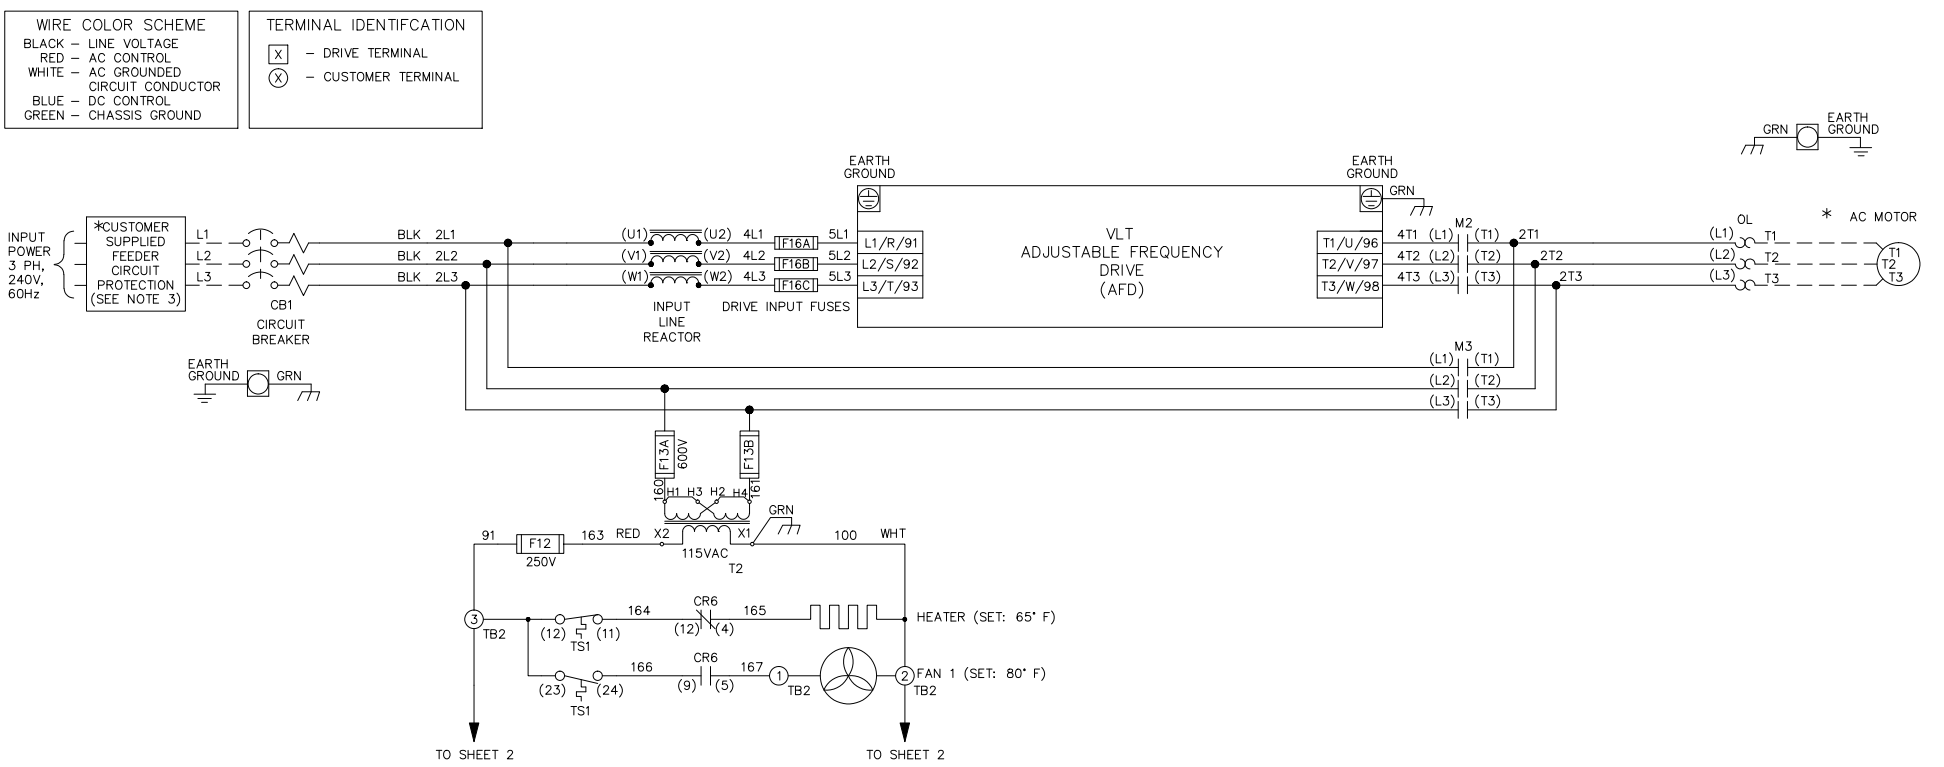 WIRE COLOR SCHEME
BLACK – LINE VOLTAGE
RED – AC CONTROL
WHITE – AC GROUNDED
CIRCUIT CONDUCTOR
BLUE – DC CONTROL
GREEN – CHASSIS GROUND
TERMINAL IDENTIFCATION
X – DRIVE TERMINAL
X – CUSTOMER TERMINAL
GRN
EARTH
GROUND
INPUT
POWER
3 PH,
240V,
60Hz
*CUSTOMER
SUPPLIED
FEEDER
CIRCUIT
PROTECTION
(SEE NOTE 3)
L1
L2
L3
CB1
CIRCUIT
BREAKER
BLK 2L1
BLK 2L2
BLK 2L3
(U1) (U2) 4L1 F16A 5L1
(V1) (V2) 4L2 F16B 5L2
(W1) (W2) 4L3 F16C 5L3
INPUT
LINE
REACTOR
DRIVE INPUT FUSES
EARTH
GROUND
L1/R/91
L2/S/92
L3/T/93
VLT
ADJUSTABLE FREQUENCY
DRIVE
(AFD)
EARTH
GROUND
GRN
T1/U/96
T2/V/97
T3/W/98
M2
4T1 (L1) (T1) 2T1
4T2 (L2) (T2) 2T2
4T3 (L3) (T3) 2T3
OL
(L1) T1
(L2) T2
(L3) T3
* AC MOTOR
T1
T2
T3
M3
(L1) (T1)
(L2) (T2)
(L3) (T3)
EARTH
GROUND
GRN
F13A
600V
F13B
160
161
H1 H3 H2 H4
GRN
91 F12 163 RED X2 X1 100 WHT
250V
115VAC
T2
3
TB2
(12) (11)
TS1
164
CR6
(12) (4)
165
HEATER (SET: 65° F)
(23) (24)
TS1
166
CR6
(9) (5)
167
1
TB2
2
TB2
FAN 1 (SET: 80° F)
TO SHEET 2
TO SHEET 2